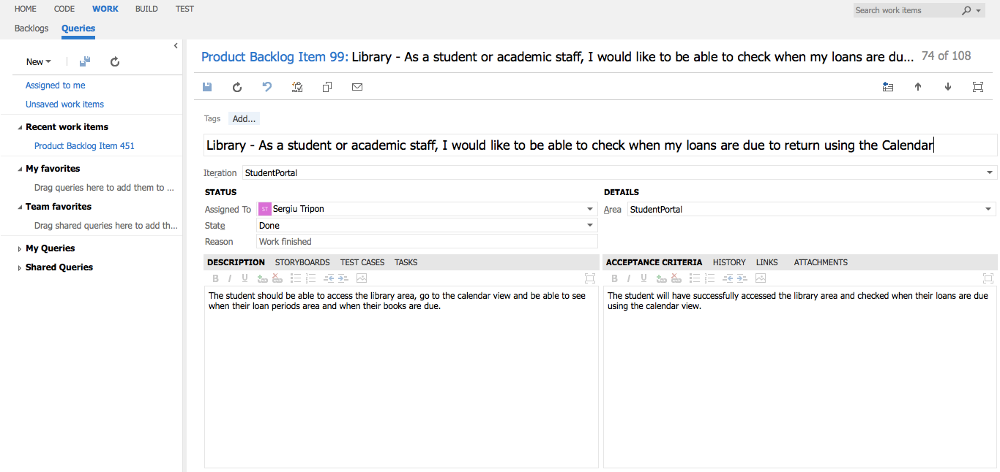 HOME CODE WORK BUILD TEST
Search work items
Backlogs Queries
New
Assigned to me
Unsaved work items
Recent work items
Product Backlog Item 451
My favorites
Drag queries here to add them to ...
Team favorites
Drag shared queries here to add th...
My Queries
Shared Queries
Product Backlog Item 99: Library - As a student or academic staff, I would like to be able to check when my loans are du... 74 of 108
Tags Add...
Library - As a student or academic staff, I would like to be able to check when my loans are due to return using the Calendar
Iteration StudentPortal
STATUS
Assigned To ST Sergiu Tripon
State Done
Reason Work finished
DETAILS
Area StudentPortal
DESCRIPTION STORYBOARDS TEST CASES TASKS
B I U
The student should be able to access the library area, go to the calendar view and be able to see
when their loan periods area and when their books are due.
ACCEPTANCE CRITERIA HISTORY LINKS ATTACHMENTS
B I U
The student will have successfully accessed the library area and checked when their loans are due
using the calendar view.